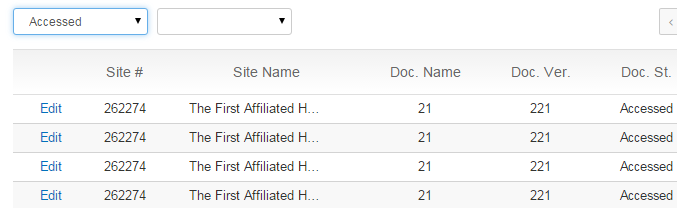 Accessed
‹
Site # Site Name Doc. Name Doc. Ver. Doc. St.
Edit 262274 The First Affiliated H... 21 221 Accessed
Edit 262274 The First Affiliated H... 21 221 Accessed
Edit 262274 The First Affiliated H... 21 221 Accessed
Edit 262274 The First Affiliated H... 21 221 Accessed